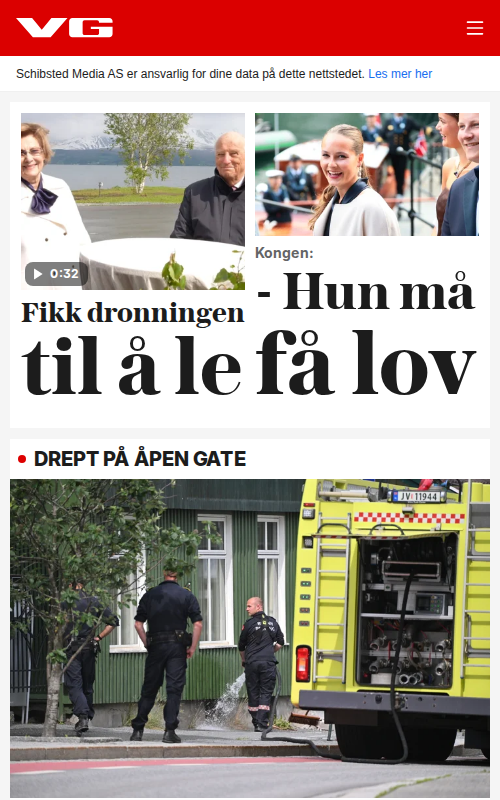 VG
Schibsted Media AS er ansvarlig for dine data på dette nettstedet. Les mer her
0:32
Fikk dronningen
til å le
Kongen:
- Hun må
få lov
DREPT PÅ ÅPEN GATE
JV 11944